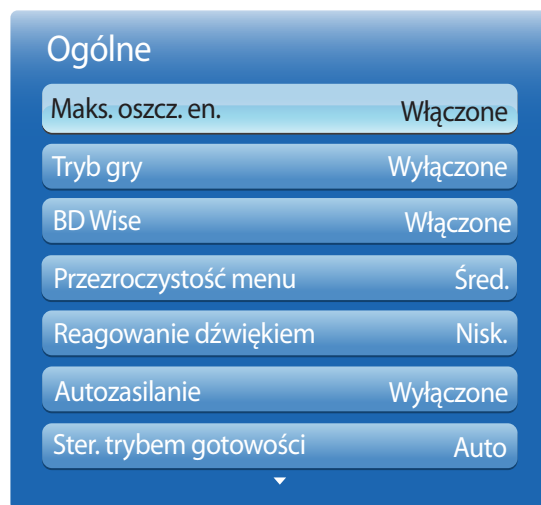 Ogólne
Maks. oszcz. en. Włączone
Tryb gry Wyłączone
BD Wise Włączone
Przezroczystość menu Śred.
Reagowanie dźwiękiem Nisk.
Autozasilanie Wyłączone
Ster. trybem gotowości Auto